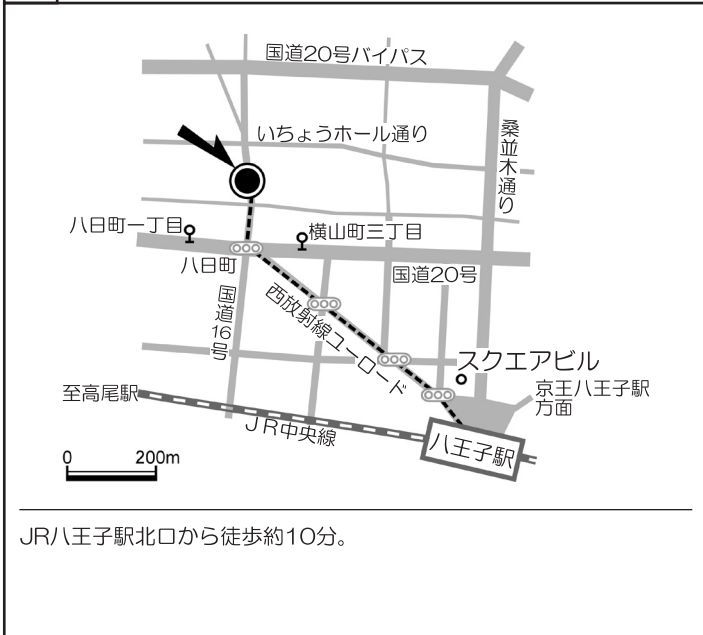 国道20号バイパス
いちょうホール通り
桑並木通り
八日町一丁目
横山町三丁目
八日町
国道20号
国道16号
西放射線ユーロード
スクエアビル
京王八王子駅
方面
至高尾駅
JR中央線
八王子駅
0 200m
JR八王子駅北口から徒歩約10分。